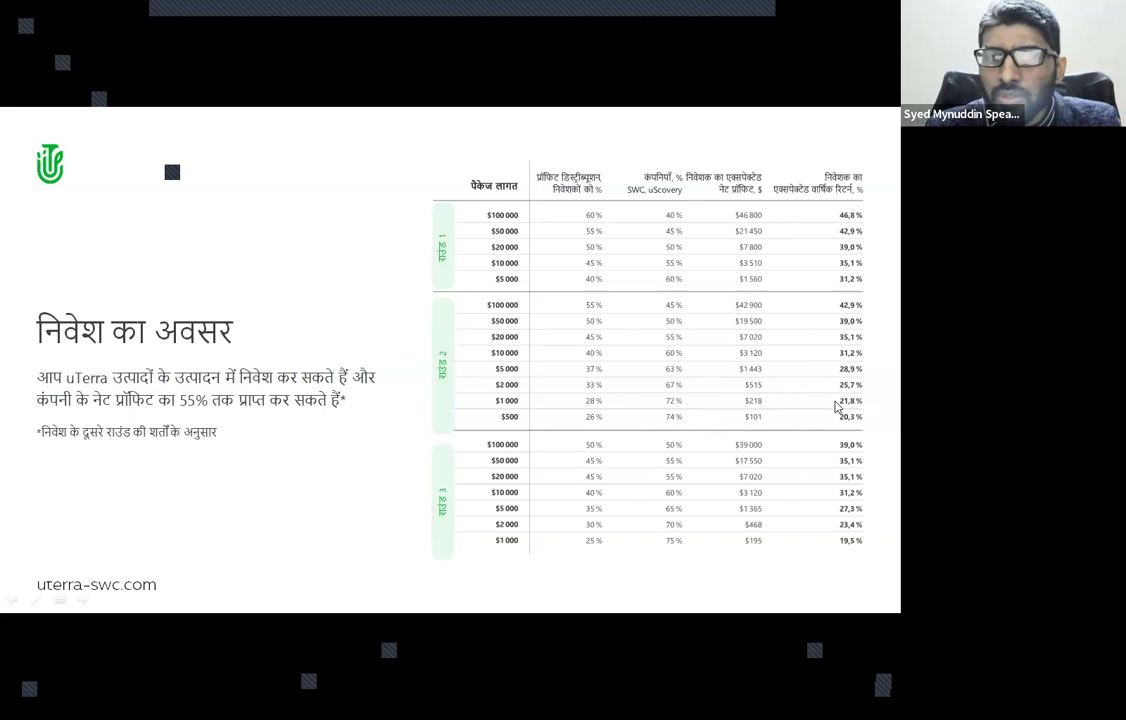 Syed Mynuddin Spea...
पैकेज लागत
प्रॉफिट डिस्ट्रीब्यूशन, निवेशकों को %
कंपनियाँ, % SWC, uScovery
निवेशक का एक्सपेक्टेड नेट प्रॉफिट, $
निवेशक का एक्सपेक्टेड वार्षिक रिटर्न, %
राउंड 1
$100 000 60 % 40 % $46 800 46,8 %
$50 000 55 % 45 % $21 450 42,9 %
$20 000 50 % 50 % $7 800 39,0 %
$10 000 45 % 55 % $3 510 35,1 %
$5 000 40 % 60 % $1 560 31,2 %
राउंड 2
$100 000 55 % 45 % $42 900 42,9 %
$50 000 50 % 50 % $19 500 39,0 %
$20 000 45 % 55 % $7 020 35,1 %
$10 000 40 % 60 % $3 120 31,2 %
$5 000 37 % 63 % $1 443 28,9 %
$2 000 33 % 67 % $515 25,7 %
$1 000 28 % 72 % $218 21,8 %
$500 26 % 74 % $101 20,3 %
राउंड 3
$100 000 50 % 50 % $39 000 39,0 %
$50 000 45 % 55 % $17 550 35,1 %
$20 000 45 % 55 % $7 020 35,1 %
$10 000 40 % 60 % $3 120 31,2 %
$5 000 35 % 65 % $1 365 27,3 %
$2 000 30 % 70 % $468 23,4 %
$1 000 25 % 75 % $195 19,5 %
निवेश का अवसर
आप uTerra उत्पादों के उत्पादन में निवेश कर सकते हैं और
कंपनी के नेट प्रॉफिट का 55% तक प्राप्त कर सकते हैं*
*निवेश के दूसरे राउंड की शर्तों के अनुसार
uterra-swc.com